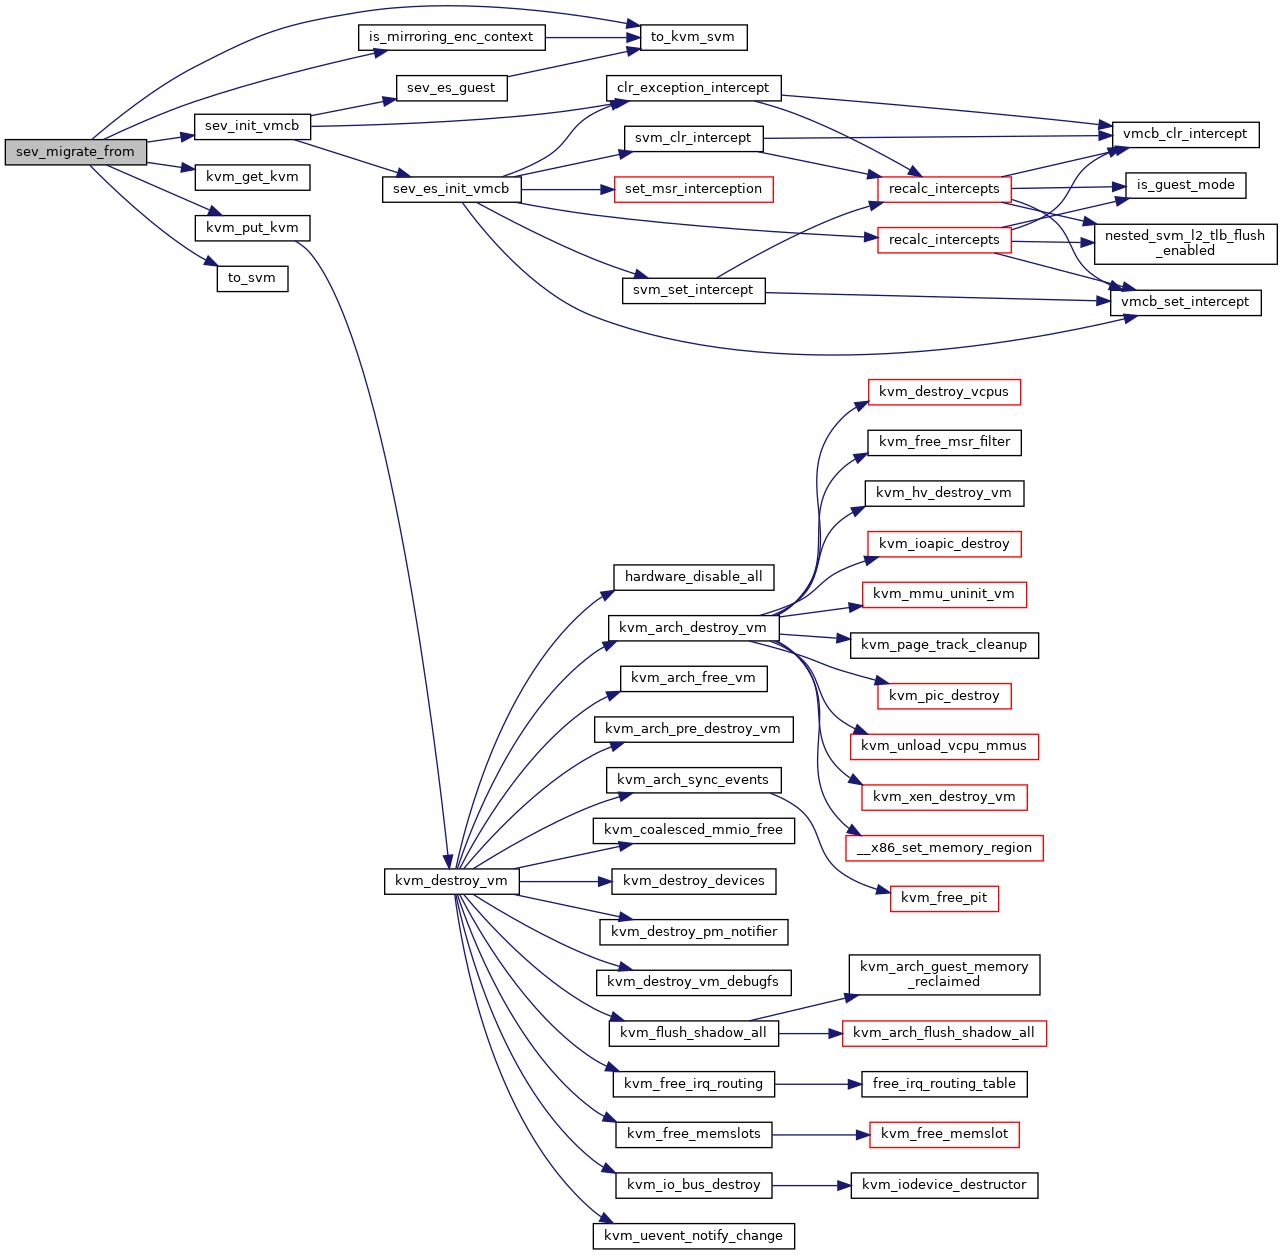 to_kvm_svm
is_mirroring_enc_context
sev_es_guest
clr_exception_intercept
sev_init_vmcb
svm_clr_intercept
vmcb_clr_intercept
sev_migrate_from
kvm_get_kvm
sev_es_init_vmcb
set_msr_interception
recalc_intercepts
is_guest_mode
kvm_put_kvm
recalc_intercepts
nested_svm_l2_tlb_flush
_enabled
to_svm
svm_set_intercept
vmcb_set_intercept
kvm_destroy_vcpus
kvm_free_msr_filter
kvm_hv_destroy_vm
kvm_ioapic_destroy
hardware_disable_all
kvm_mmu_uninit_vm
kvm_arch_destroy_vm
kvm_page_track_cleanup
kvm_arch_free_vm
kvm_pic_destroy
kvm_arch_pre_destroy_vm
kvm_unload_vcpu_mmus
kvm_arch_sync_events
kvm_xen_destroy_vm
kvm_coalesced_mmio_free
__x86_set_memory_region
kvm_destroy_vm
kvm_destroy_devices
kvm_free_pit
kvm_destroy_pm_notifier
kvm_destroy_vm_debugfs
kvm_arch_guest_memory
_reclaimed
kvm_flush_shadow_all
kvm_arch_flush_shadow_all
kvm_free_irq_routing
free_irq_routing_table
kvm_free_memslots
kvm_free_memslot
kvm_io_bus_destroy
kvm_iodevice_destructor
kvm_uevent_notify_change